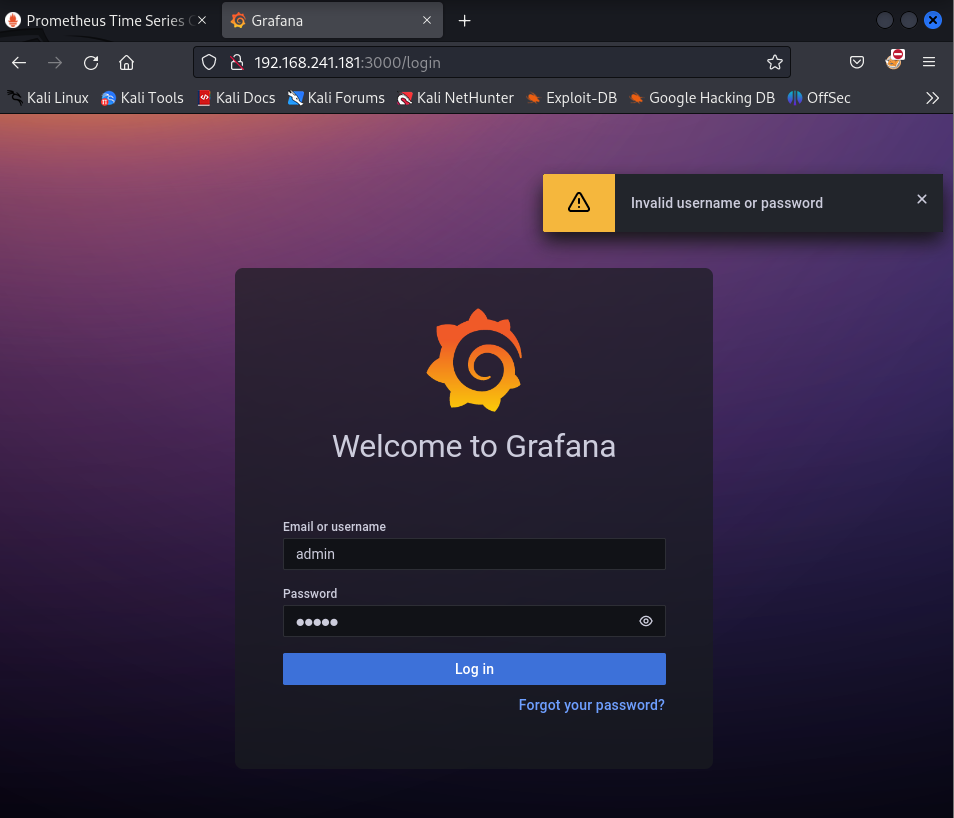 Prometheus Time Series
Grafana
192.168.241.181:3000/login
Kali Linux Kali Tools Kali Docs Kali Forums Kali NetHunter Exploit-DB Google Hacking DB OffSec
Invalid username or password
Welcome to Grafana
Email or username
admin
Password
•••••
Log in
Forgot your password?